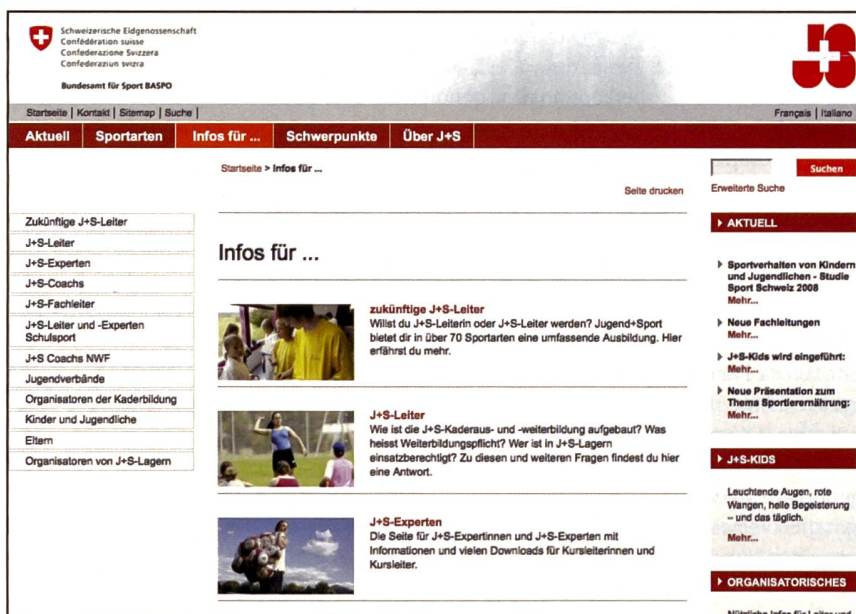 Schweizerische Eidgenossenschaft
Confédération suisse
Confederazione Svizzera
Confederaziun svizra
Bundesamt für Sport BASPO
JS
Startseite | Kontakt | Sitemap | Suche |
Français | Italiano
Aktuell
Sportarten
Infos für ...
Schwerpunkte
Über J+S
Startseite > Infos für ...
Seite drucken
Suchen
Erweiterte Suche
Zukünftige J+S-Leiter
J+S-Leiter
J+S-Experten
J+S-Coachs
J+S-Fachleiter
J+S-Leiter und -Experten
Schulsport
J+S Coachs NWF
Jugendverbände
Organisatoren der Kaderbildung
Kinder und Jugendliche
Eltern
Organisatoren von J+S-Lagern
Infos für ...
zukünftige J+S-Leiter
Willst du J+S-Leiterin oder J+S-Leiter werden? Jugend+Sport
bietet dir in über 70 Sportarten eine umfassende Ausbildung. Hier
erfährst du mehr.
J+S-Leiter
Wie ist die J+S-Kaderaus- und -weiterbildung aufgebaut? Was
heisst Weiterbildungspflicht? Wer ist in J+S-Lagern
einsatzberechtigt? Zu diesen und weiteren Fragen findest du hier
eine Antwort.
J+S-Experten
Die Seite für J+S-Expertinnen und J+S-Experten mit
Informationen und vielen Downloads für Kursleiterinnen und
Kursleiter.
AKTUELL
Sportverhalten von Kindern
und Jugendlichen - Studie
Sport Schweiz 2008
Mehr...
Neue Fachleitungen
Mehr...
J+S-Kids wird eingeführt:
Mehr...
Neue Präsentation zum
Thema Sportlerernährung:
Mehr...
J+S-KIDS
Leuchtende Augen, rote
Wangen, helle Begeisterung
– und das täglich.
Mehr...
ORGANISATORISCHES
Nützliche Infos für Leiter und